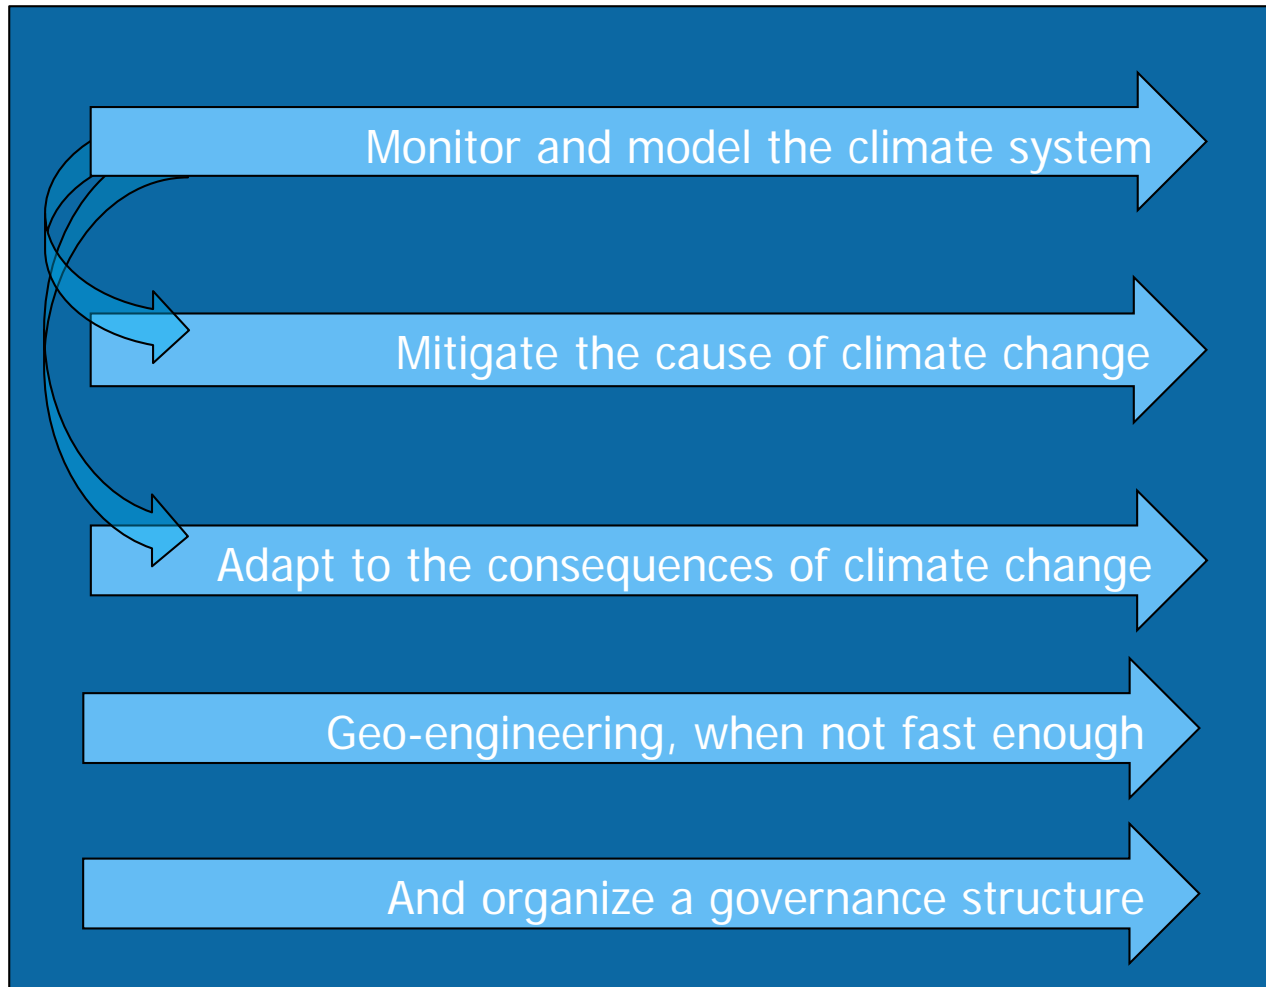 Monitor and model the climate system
Mitigate the cause of climate change
Adapt to the consequences of climate change
Geo-engineering, when not fast enough
And organize a governance structure